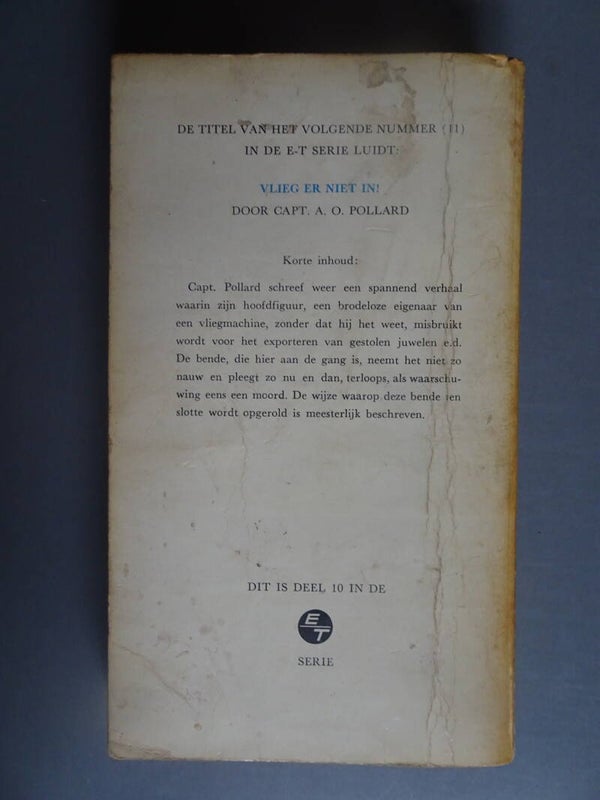 DE TITEL VAN HET VOLGENDE NUMMER (11)
IN DE E-T SERIE LUIDT:
VLIEG ER NIET IN!
DOOR CAPT. A. O. POLLARD
Korte inhoud:
Capt. Pollard schreef weer een spannend verhaal
waarin zijn hoofdfiguur, een brodeloze eigenaar van
een vliegmachine, zonder dat hij het weet, misbruikt
wordt voor het exporteren van gestolen juwelen e.d.
De bende, die hier aan de gang is, neemt het niet zo
nauw en pleegt zo nu en dan, terloops, als waarschu-
wing eens een moord. De wijze waarop deze bende ten
slotte wordt opgerold is meesterlijk beschreven.
DIT IS DEEL 10 IN DE
E
T
SERIE